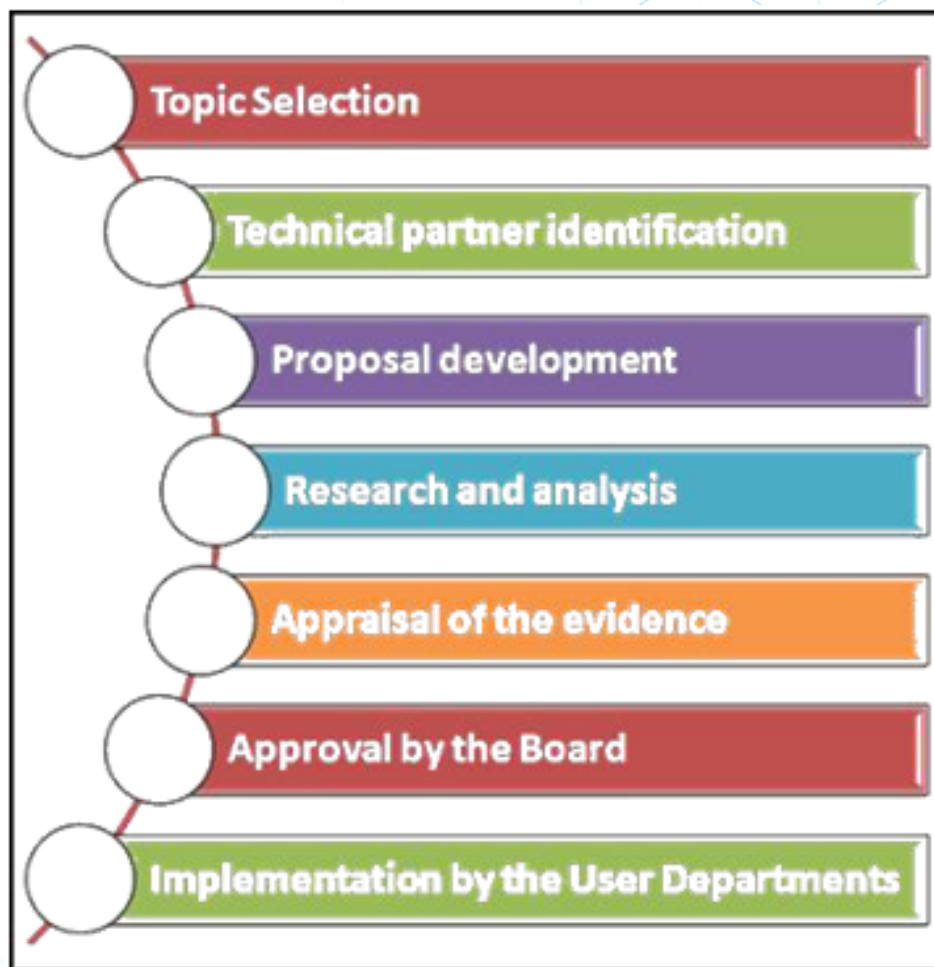 Topic Selection
Technical partner identification
Proposal development
Research and analysis
Appraisal of the evidence
Approval by the Board
Implementation by the User Departments